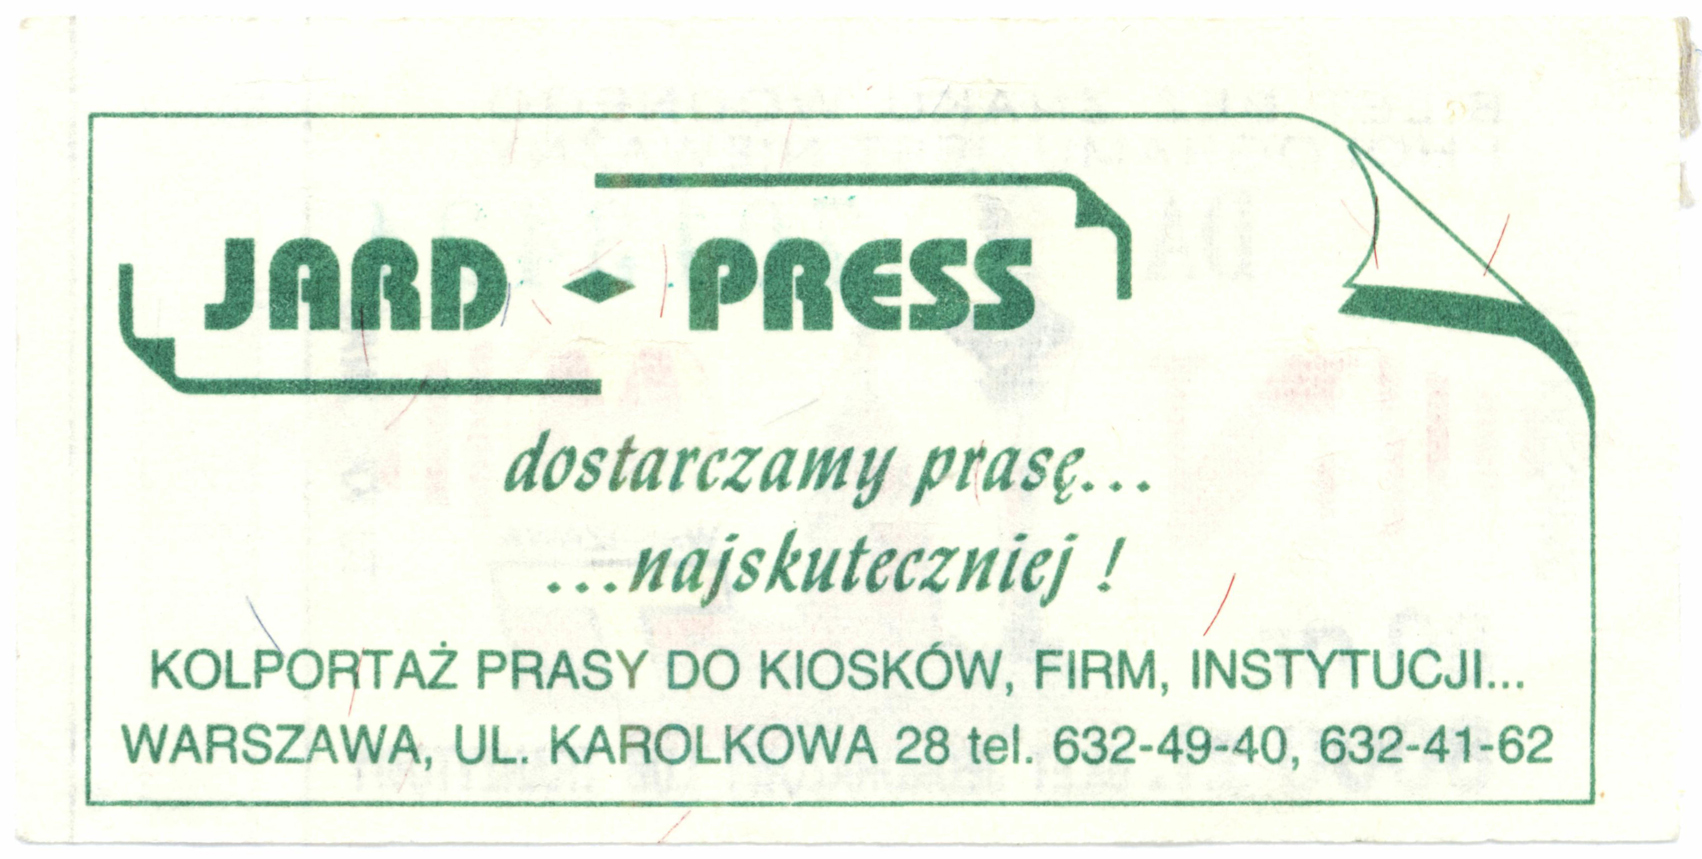 JARD PRESS
dostarczamy prasę...
...najskuteczniej !
KOLPORTAŻ PRASY DO KIOSKÓW, FIRM, INSTYTUCJI...
WARSZAWA, UL. KAROLKOWA 28 tel. 632-49-40, 632-41-62